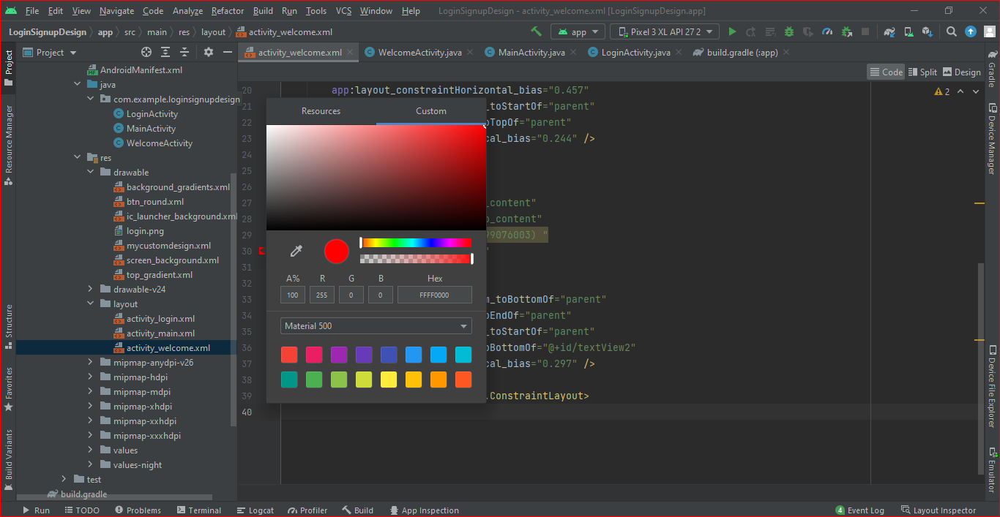 File Edit View Navigate Code Analyze Refactor Build Run Tools VCS Window Help LoginSignupDesign - activity_welcome.xml [LoginSignupDesign.app]
LoginSignupDesign app src main res layout activity_welcome.xml app Pixel 3 XL API 27 2
Project
activity_welcome.xml WelcomeActivity.java MainActivity.java LoginActivity.java build.gradle (:app)
Code Split Design
Project
Resource Manager
Structure
Favorites
Build Variants
AndroidManifest.xml
java
com.example.loginsignupdesign
LoginActivity
MainActivity
WelcomeActivity
res
drawable
background_gradients.xml
btn_round.xml
ic_launcher_background.xml
login.png
mycustomdesign.xml
screen_background.xml
top_gradient.xml
drawable-v24
layout
activity_login.xml
activity_main.xml
activity_welcome.xml
mipmap-anydpi-v26
mipmap-hdpi
mipmap-mdpi
mipmap-xhdpi
mipmap-xxhdpi
mipmap-xxxhdpi
values
values-night
test
build.gradle
20 app:layout_constraintHorizontal_bias="0.457"
21 _toStartOf="parent"
22 oTopOf="parent"
23 cal_bias="0.244" />
24
25
26
27 _content"
28 p_content"
29 99076003) "
30 "
31
32
33 m_toBottomOf="parent"
34 oEndOf="parent"
35 _toStartOf="parent"
36 oBottomOf="@+id/textView2"
37 cal_bias="0.297" />
38
39 .ConstraintLayout>
40
2
Resources Custom
A% R G B Hex
100 255 0 0 FFFF0000
Material 500
Gradle
Device Manager
Device File Explorer
Emulator
Run TODO Problems Terminal Logcat Profiler Build App Inspection 4 Event Log Layout Inspector